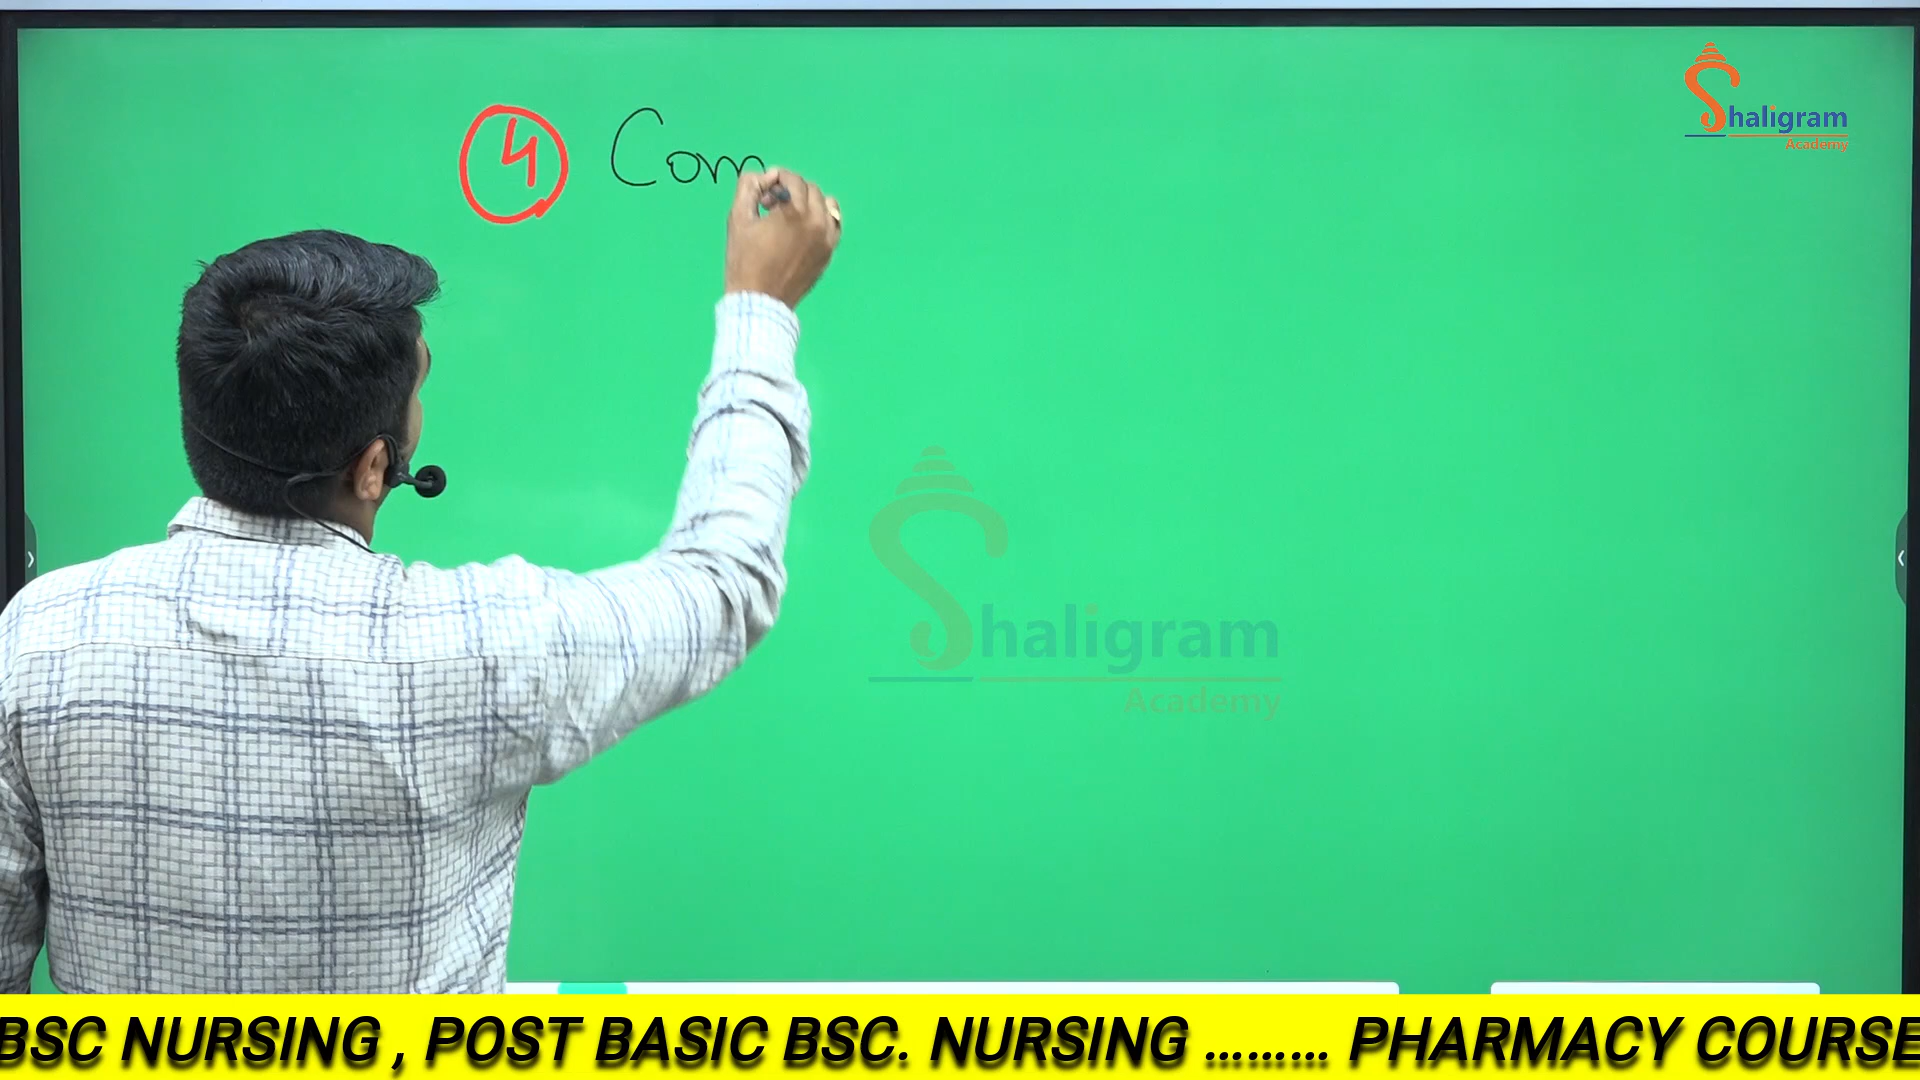 ④ Com
Shaligram
Academy
Shaligram
Academy
BSC NURSING , POST BASIC BSC. NURSING ......... PHARMACY COURSE